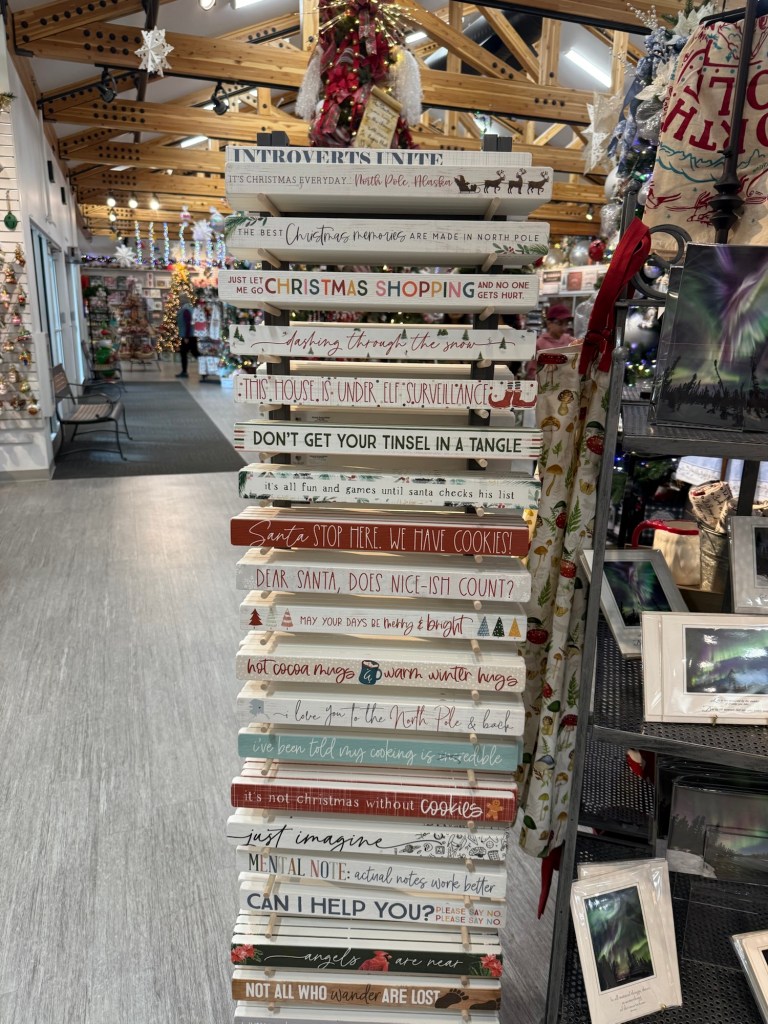 INTROVERTS UNITE
IT'S CHRISTMAS EVERYDAY... North Pole, Alaska
THE BEST Christmas memories ARE MADE IN NORTH POLE
JUST LET ME GO CHRISTMAS SHOPPING AND NO ONE GETS HURT.
dashing through the snow
THIS HOUSE IS UNDER ELF SURVEILLANCE
DON'T GET YOUR TINSEL IN A TANGLE
it's all fun and games until santa checks his list
Santa STOP HERE. WE HAVE COOKIES!
DEAR SANTA, DOES NICE-ISH COUNT?
MAY YOUR DAYS BE merry & bright
hot cocoa mugs & warm winter hugs
i love you to the North Pole & back
i've been told my cooking is incredible
it's not christmas without cookies
just imagine
MENTAL NOTE: actual notes work better
CAN I HELP YOU? PLEASE SAY NO
PLEASE SAY NO
angels are near
NOT ALL WHO wander ARE LOST
NORTH